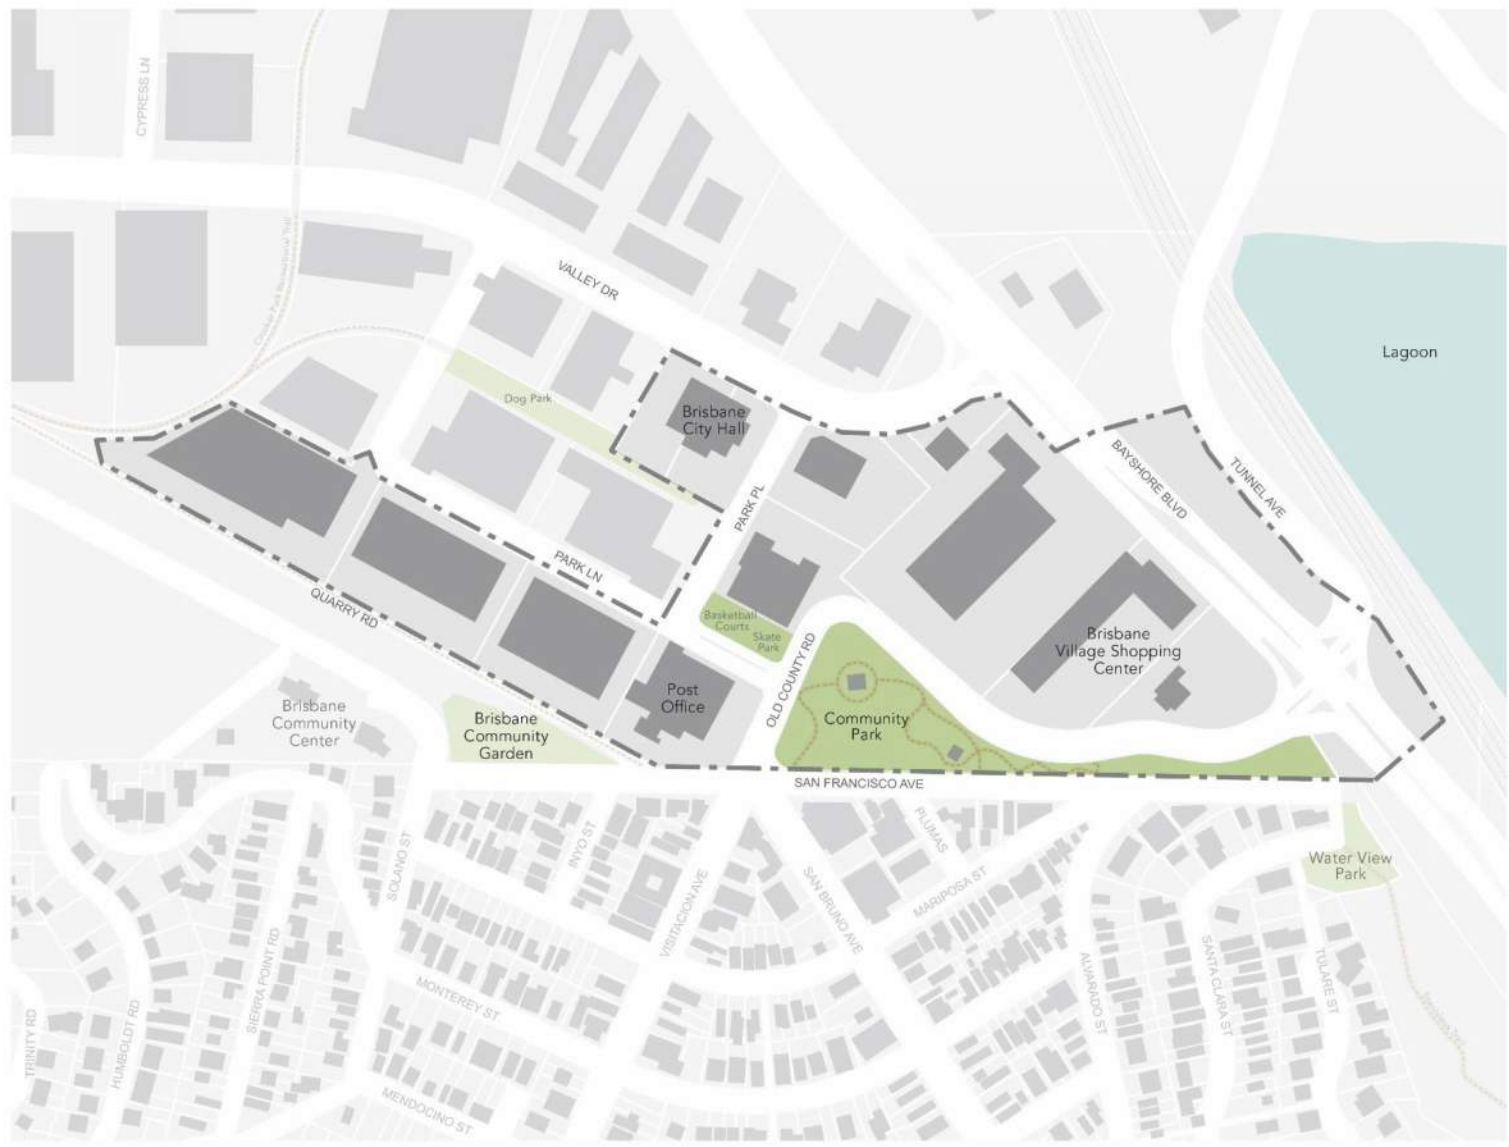 CYPRESS LN
Crocker Park Recreational Trail
VALLEY DR
Lagoon
Dog Park
Brisbane
City Hall
BAYSHORE BLVD
TUNNEL AVE
PARK PL
PARK LN
QUARRY RD
Basketball
Courts
Skate
Park
OLD COUNTY RD
Brisbane
Village Shopping
Center
Post
Office
Brisbane
Community
Center
Brisbane
Community
Garden
Community
Park
SAN FRANCISCO AVE
PLUMAS
INYO ST
SOLANO ST
VISITACION AVE
SAN BRUNO AVE
MARIPOSA ST
Water View
Park
SIERRA POINT RD
MONTEREY ST
ALVARADO ST
SANTA CLARA ST
TULARE ST
TRINITY RD
HUMBOLDT RD
MENDOCINO ST